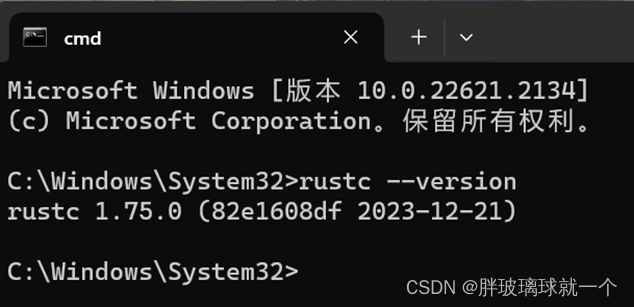 cmd
Microsoft Windows [版本 10.0.22621.2134]
(c) Microsoft Corporation。保留所有权利。
C:\Windows\System32>rustc --version
rustc 1.75.0 (82e1608df 2023-12-21)
C:\Windows\System32>
CSDN @胖玻璃球就一个